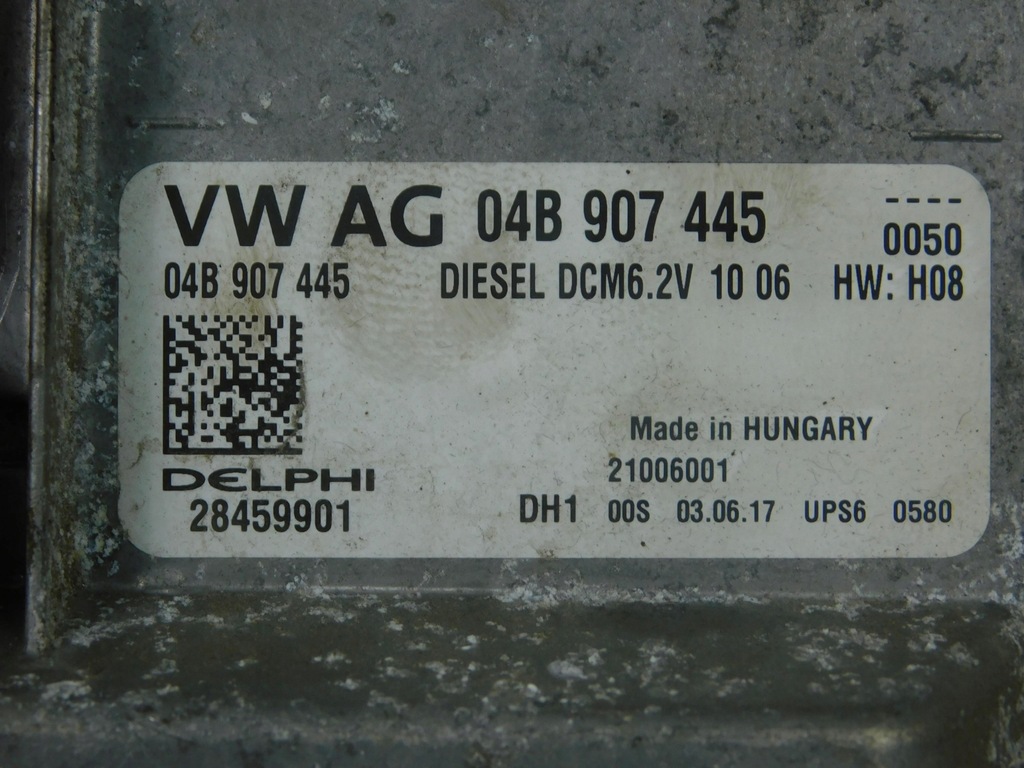 VW AG 04B 907 445 ----
0050
04B 907 445 DIESEL DCM6.2V 10 06 HW: H08
Made in HUNGARY
DELPHI 21006001
28459901 DH1 00S 03.06.17 UPS6 0580